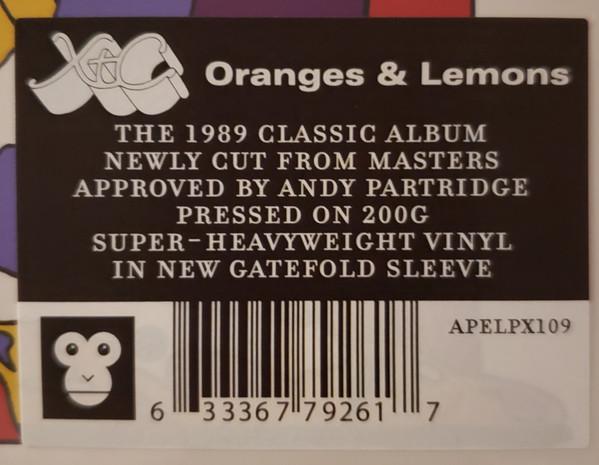 XTC Oranges & Lemons
THE 1989 CLASSIC ALBUM
NEWLY CUT FROM MASTERS
APPROVED BY ANDY PARTRIDGE
PRESSED ON 200G
SUPER-HEAVYWEIGHT VINYL
IN NEW GATEFOLD SLEEVE
APELPX109
6 33367 79261 7